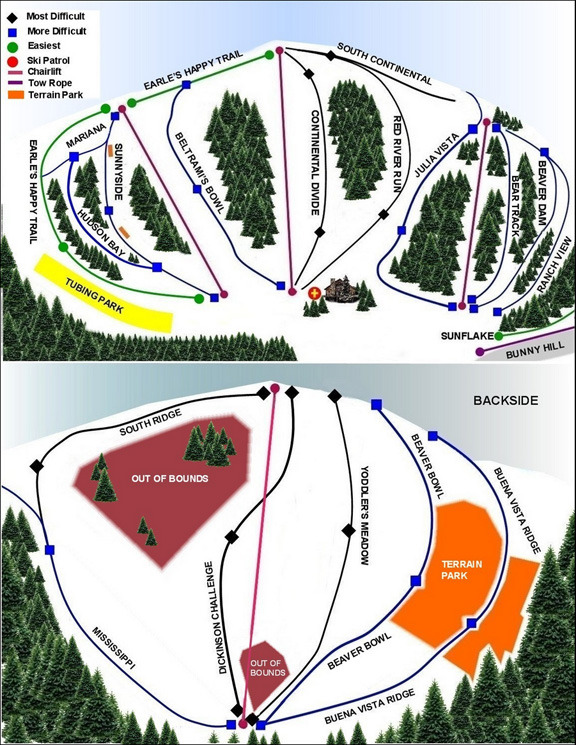 Most Difficult
More Difficult
Easiest
Ski Patrol
Chairlift
Tow Rope
Terrain Park
EARLE'S HAPPY TRAIL
SOUTH CONTINENTAL
MARIANA
EARLE'S HAPPY TRAIL
SUNNYSIDE
HUDSON BAY
TUBING PARK
BELTRAMI'S BOWL
CONTINENTAL DIVIDE
RED RIVER RUN
JULIA VISTA
BEAR TRACK
BEAVER DAM
RANCH VIEW
SUNFLAKE
BUNNY HILL
BACKSIDE
SOUTH RIDGE
OUT OF BOUNDS
DICKINSON CHALLENGE
YODDLER'S MEADOW
BEAVER BOWL
BUENA VISTA RIDGE
TERRAIN
PARK
MISSISSIPPI
OUT OF
BOUNDS
BEAVER BOWL
BUENA VISTA RIDGE